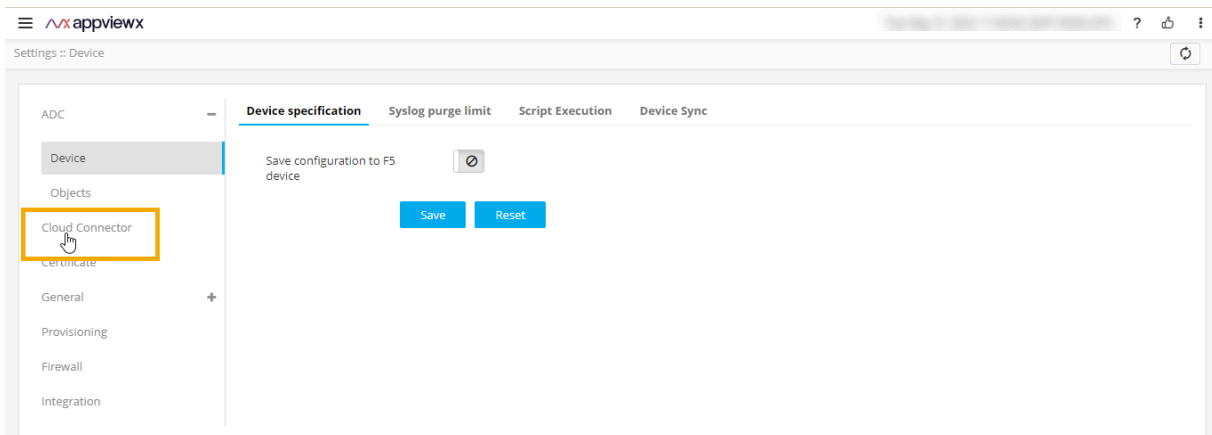 appviewx
?
Settings :: Device
ADC
Device specification Syslog purge limit Script Execution Device Sync
Device
Save configuration to F5
device
Objects
Save Reset
Cloud Connector
Certificate
General
Provisioning
Firewall
Integration